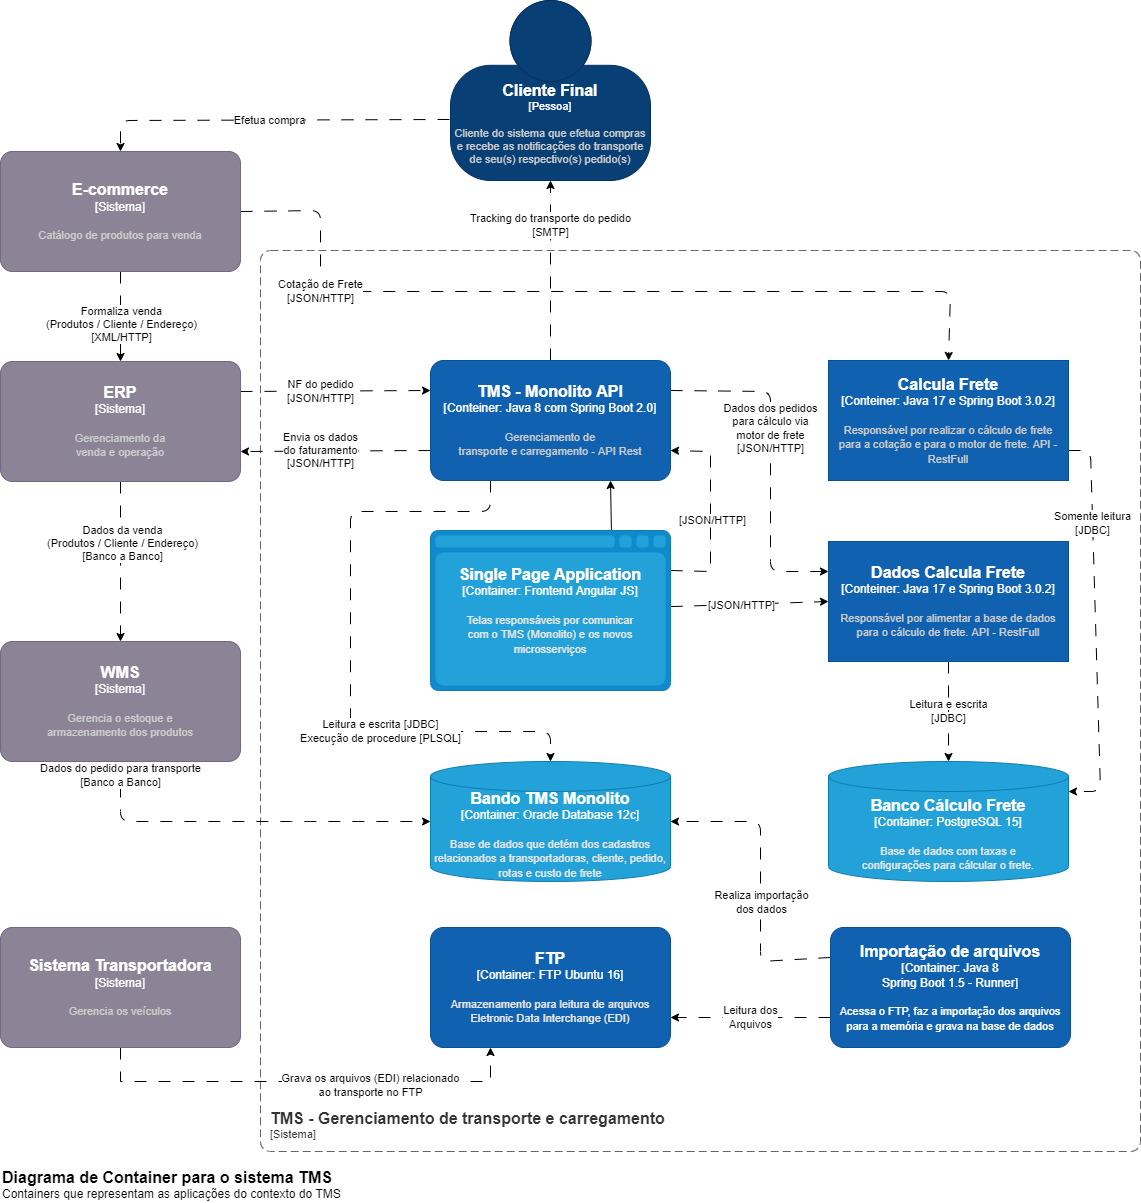 Cliente Final
[Pessoa]
Cliente do sistema que efetua compras
e recebe as notificações do transporte
de seu(s) respectivo(s) pedido(s)
Efetua compra
E-commerce
[Sistema]
Catálogo de produtos para venda
Tracking do transporte do pedido
[SMTP]
Cotação de Frete
[JSON/HTTP]
Formaliza venda
(Produtos / Cliente / Endereço)
[XML/HTTP]
ERP
[Sistema]
Gerenciamento da
venda e operação
NF do pedido
[JSON/HTTP]
Envia os dados
do faturamento
[JSON/HTTP]
TMS - Monolito API
[Conteiner: Java 8 com Spring Boot 2.0]
Gerenciamento de
transporte e carregamento - API Rest
Dados dos pedidos
para cálculo via
motor de frete
[JSON/HTTP]
Calcula Frete
[Conteiner: Java 17 e Spring Boot 3.0.2]
Responsável por realizar o cálculo de frete
para a cotação e para o motor de frete. API -
RestFull
Somente leitura
[JDBC]
Dados da venda
(Produtos / Cliente / Endereço)
[Banco a Banco]
[JSON/HTTP]
Single Page Application
[Container: Frontend Angular JS]
Telas responsáveis por comunicar
com o TMS (Monolito) e os novos
microsserviços
[JSON/HTTP]
Dados Calcula Frete
[Conteiner: Java 17 e Spring Boot 3.0.2]
Responsável por alimentar a base de dados
para o cálculo de frete. API - RestFull
WMS
[Sistema]
Gerencia o estoque e
armazenamento dos produtos
Leitura e escrita [JDBC]
Execução de procedure [PLSQL]
Leitura e escrita
[JDBC]
Dados do pedido para transporte
[Banco a Banco]
Bando TMS Monolito
[Container: Oracle Database 12c]
Base de dados que detém dos cadastros
relacionados a transportadoras, cliente, pedido,
rotas e custo de frete
Banco Cálculo Frete
[Container: PostgreSQL 15]
Base de dados com taxas e
configurações para cálcular o frete.
Realiza importação
dos dados
Sistema Transportadora
[Sistema]
Gerencia os veículos
FTP
[Container: FTP Ubuntu 16]
Armazenamento para leitura de arquivos
Eletronic Data Interchange (EDI)
Leitura dos
Arquivos
Importação de arquivos
[Container: Java 8
Spring Boot 1.5 - Runner]
Acessa o FTP, faz a importação dos arquivos
para a memória e grava na base de dados
Grava os arquivos (EDI) relacionado
ao transporte no FTP
TMS - Gerenciamento de transporte e carregamento
[Sistema]
Diagrama de Container para o sistema TMS
Containers que representam as aplicações do contexto do TMS